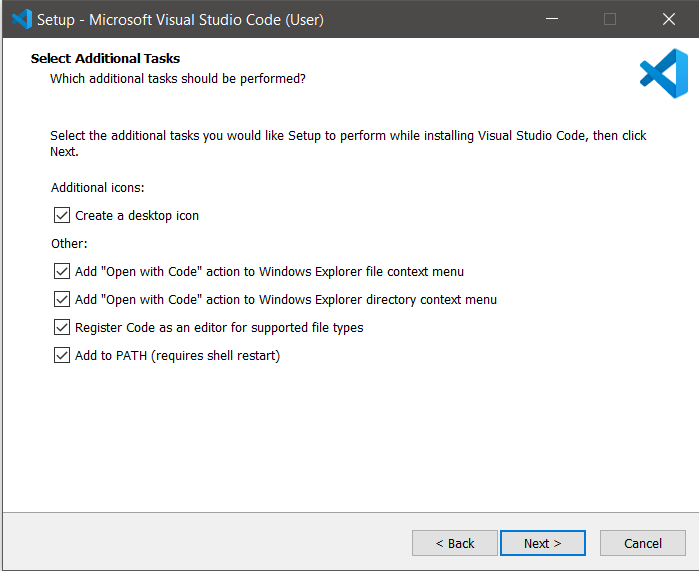 Setup - Microsoft Visual Studio Code (User)
Select Additional Tasks
Which additional tasks should be performed?
Select the additional tasks you would like Setup to perform while installing Visual Studio Code, then click
Next.
Additional icons:
Create a desktop icon
Other:
Add "Open with Code" action to Windows Explorer file context menu
Add "Open with Code" action to Windows Explorer directory context menu
Register Code as an editor for supported file types
Add to PATH (requires shell restart)
< Back Next > Cancel